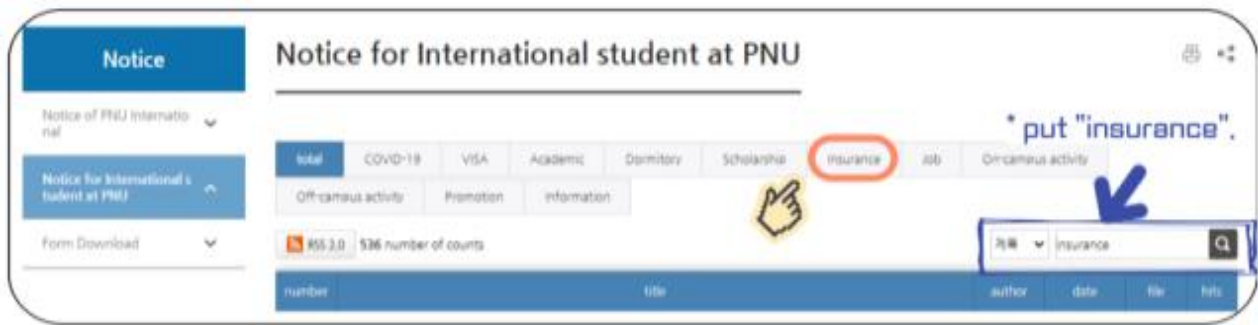 Notice
Notice for International student at PNU
Notice of PNU Internatio
nal
* put "insurance".
total COVID-19 VISA Academic Dormitory Scholarship insurance Job On-campus activity
Notice for International s
tudent at PNU
Off-campus activity Promotion information
Form Download
RSS 2.0 536 number of counts
제목 insurance
number title author date file hits